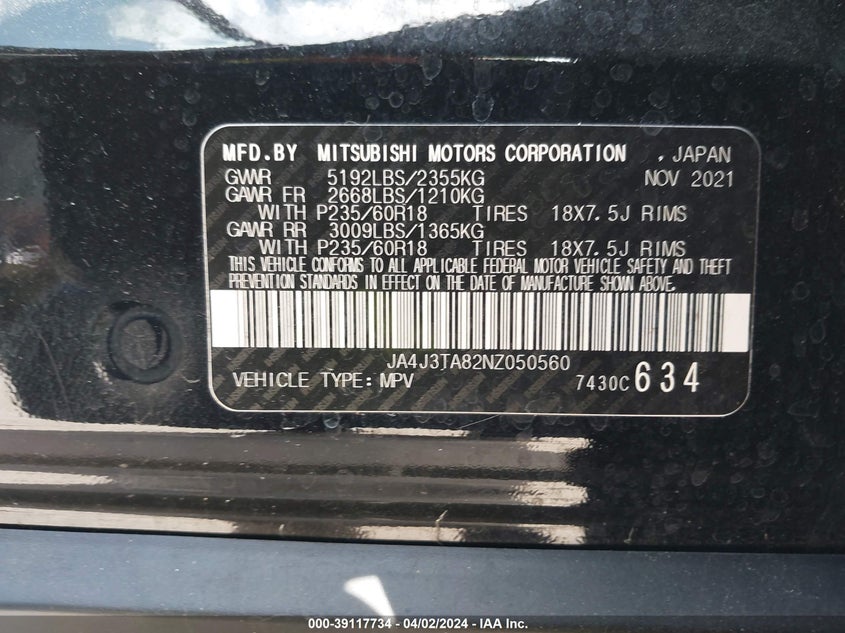 MFD.BY MITSUBISHI MOTORS CORPORATION , JAPAN
GVWR 5192LBS/2355KG NOV 2021
GAWR FR 2668LBS/1210KG
WITH P235/60R18 TIRES 18X7.5J RIMS
GAWR RR 3009LBS/1365KG
WITH P235/60R18 TIRES 18X7.5J RIMS
THIS VEHICLE CONFORMS TO ALL APPLICABLE FEDERAL MOTOR VEHICLE SAFETY AND THEFT
PREVENTION STANDARDS IN EFFECT ON THE DATE OF MANUFACTURE SHOWN ABOVE.
JA4J3TA82NZ050560
VEHICLE TYPE:MPV 7430C 634
000-39117734 - 04/02/2024 - IAA Inc.